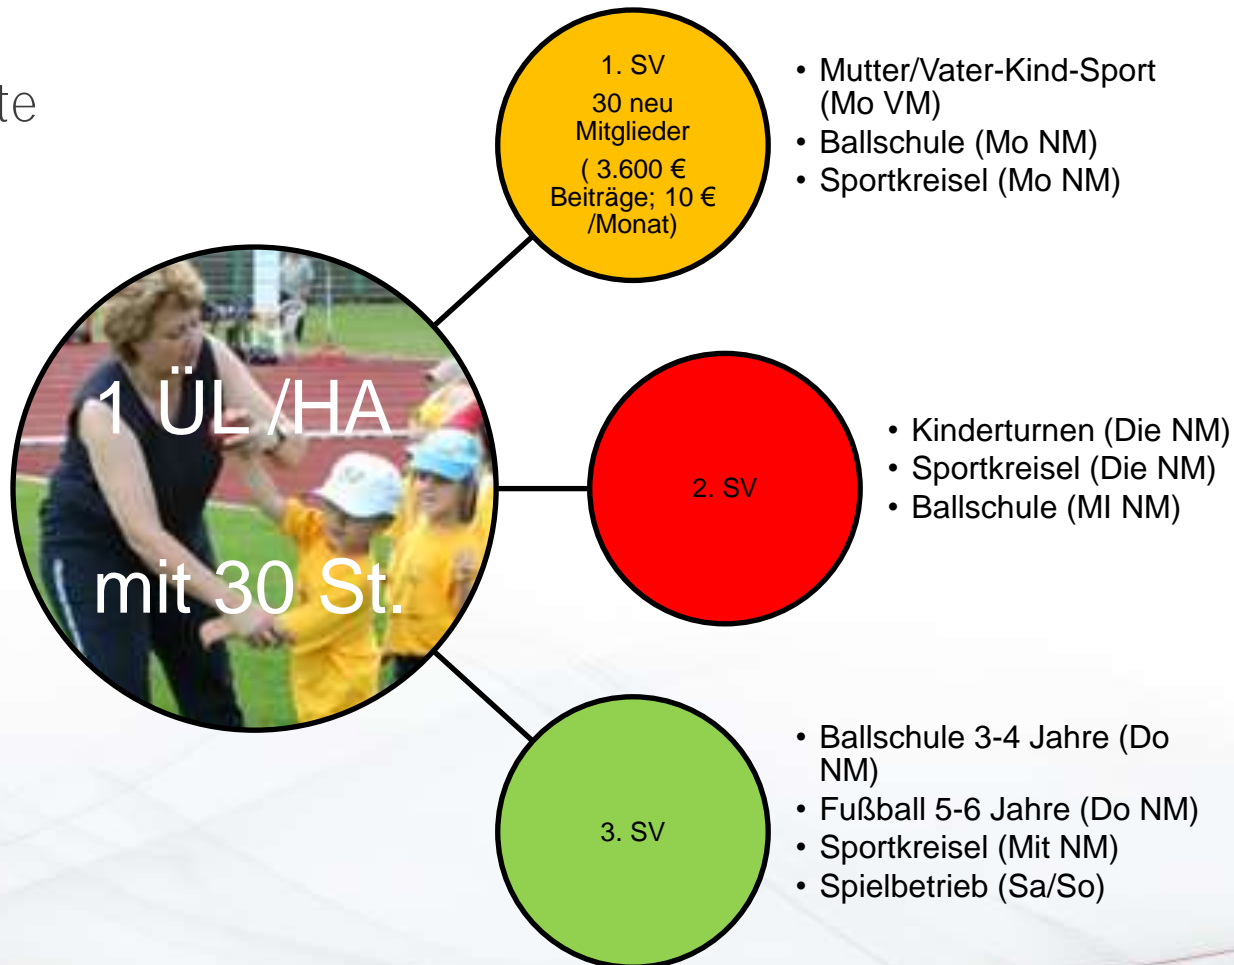 te
1. SV
30 neu
Mitglieder
( 3.600 €
Beiträge; 10 €
/Monat)
• Mutter/Vater-Kind-Sport
(Mo VM)
• Ballschule (Mo NM)
• Sportkreisel (Mo NM)
1 ÜL /HA
mit 30 St.
2. SV
• Kinderturnen (Die NM)
• Sportkreisel (Die NM)
• Ballschule (MI NM)
3. SV
• Ballschule 3-4 Jahre (Do
NM)
• Fußball 5-6 Jahre (Do NM)
• Sportkreisel (Mit NM)
• Spielbetrieb (Sa/So)